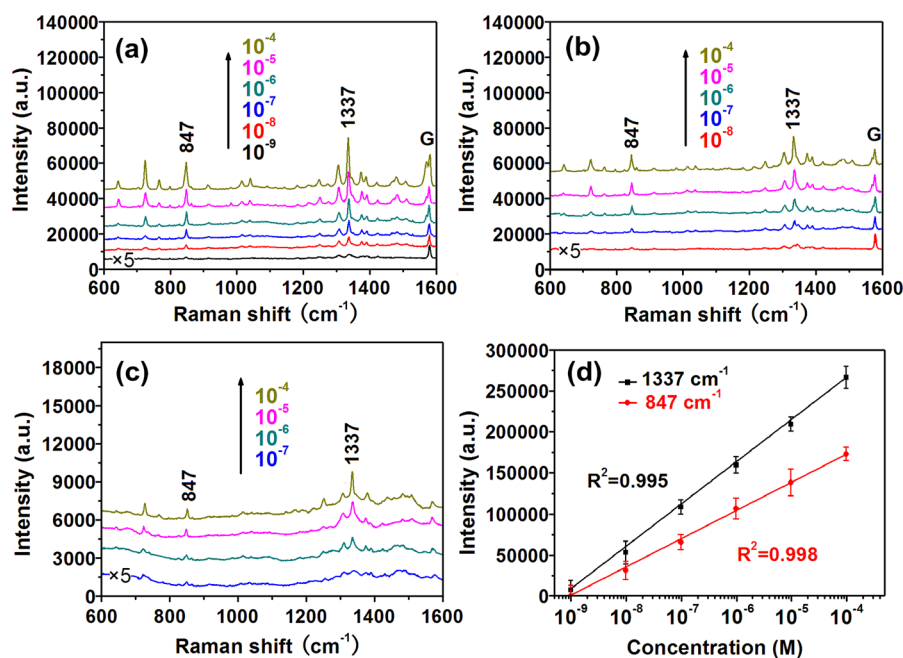 (a)
140000
120000
100000
80000
60000
40000
20000
0
Intensity (a.u.)
10⁻⁴
10⁻⁵
10⁻⁶
10⁻⁷
10⁻⁸
10⁻⁹
847
1337
G
×5
600 800 1000 1200 1400 1600
Raman shift (cm⁻¹)
(b)
140000
120000
100000
80000
60000
40000
20000
0
Intensity (a.u.)
10⁻⁴
10⁻⁵
10⁻⁶
10⁻⁷
10⁻⁸
847
1337
G
×5
600 800 1000 1200 1400 1600
Raman shift (cm⁻¹)
(c)
18000
15000
12000
9000
6000
3000
0
Intensity (a.u.)
10⁻⁴
10⁻⁵
10⁻⁶
10⁻⁷
847
1337
×5
600 800 1000 1200 1400 1600
Raman shift (cm⁻¹)
(d)
300000
250000
200000
150000
100000
50000
0
Intensity (a.u.)
1337 cm⁻¹
847 cm⁻¹
R²=0.995
R²=0.998
10⁻⁹ 10⁻⁸ 10⁻⁷ 10⁻⁶ 10⁻⁵ 10⁻⁴
Concentration (M)